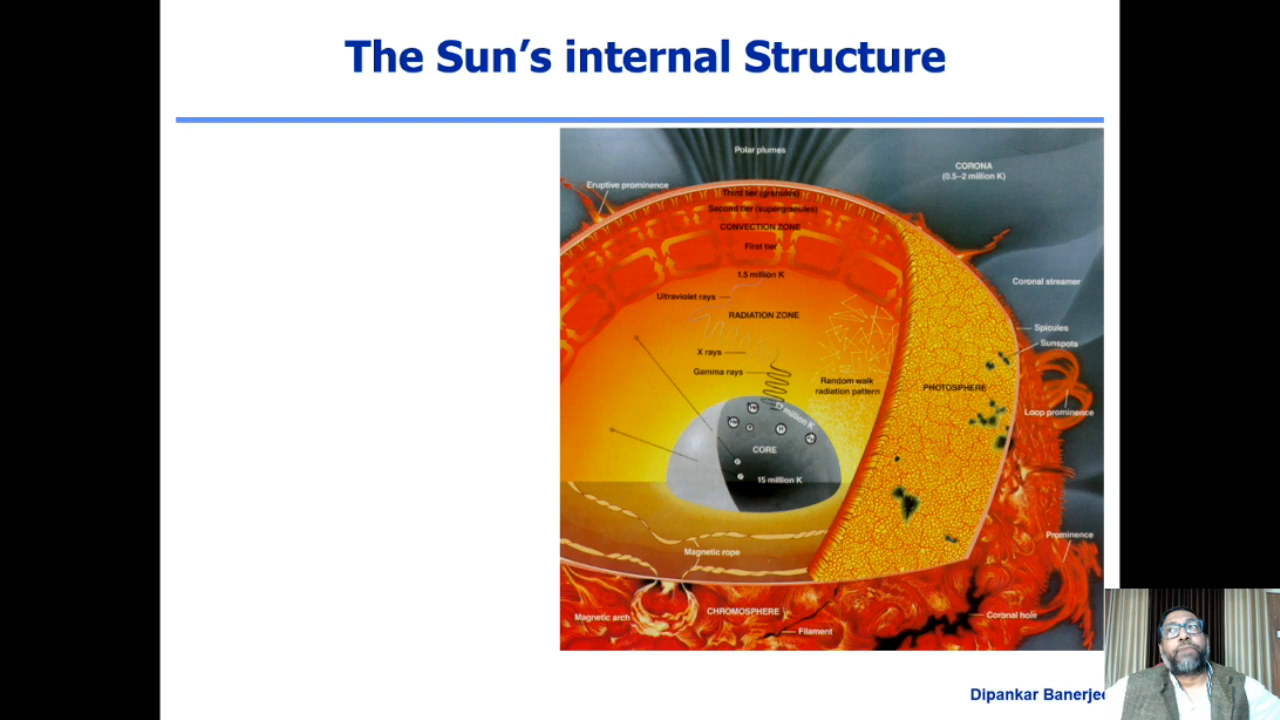 The Sun’s internal Structure
Polar plumes
CORONA
(0.5–2 million K)
Eruptive prominence
Third tier (granules)
Second tier (supergranules)
CONVECTION ZONE
First tier
1.5 million K
Coronal streamer
Ultraviolet rays
RADIATION ZONE
Spicules
Sunspots
X rays
Gamma rays
Random walk
radiation pattern
PHOTOSPHERE
Loop prominence
CORE
15 million K
Prominence
Magnetic rope
CHROMOSPHERE
Magnetic arch
Coronal hole
Filament
Dipankar Banerjee